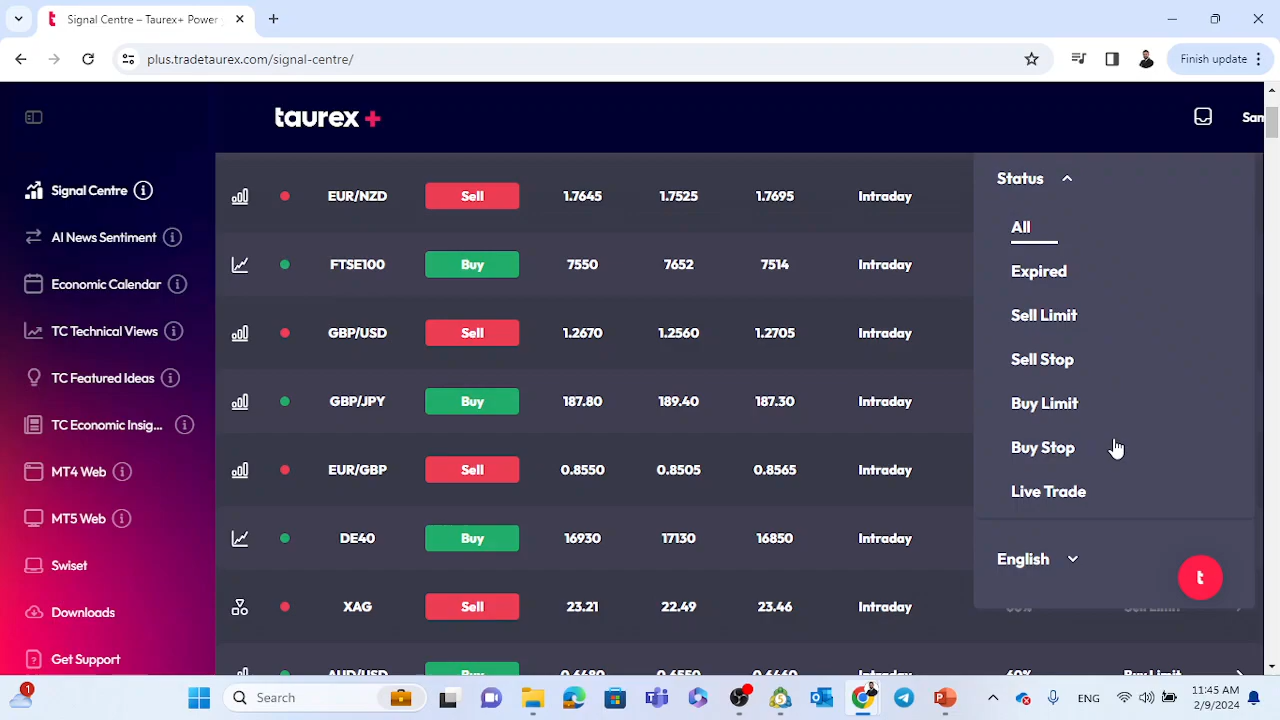 Signal Centre – Taurex+ Power
plus.tradetaurex.com/signal-centre/
Finish update
taurex +
San
Signal Centre
AI News Sentiment
Economic Calendar
TC Technical Views
TC Featured Ideas
TC Economic Insig...
MT4 Web
MT5 Web
Swiset
Downloads
Get Support
EUR/NZD Sell 1.7645 1.7525 1.7695 Intraday
FTSE100 Buy 7550 7652 7514 Intraday
GBP/USD Sell 1.2670 1.2560 1.2705 Intraday
GBP/JPY Buy 187.80 189.40 187.30 Intraday
EUR/GBP Sell 0.8550 0.8505 0.8565 Intraday
DE40 Buy 16930 17130 16850 Intraday
XAG Sell 23.21 22.49 23.46 Intraday
Status
All
Expired
Sell Limit
Sell Stop
Buy Limit
Buy Stop
Live Trade
English
t
Search
1
ENG
11:45 AM
2/9/2024